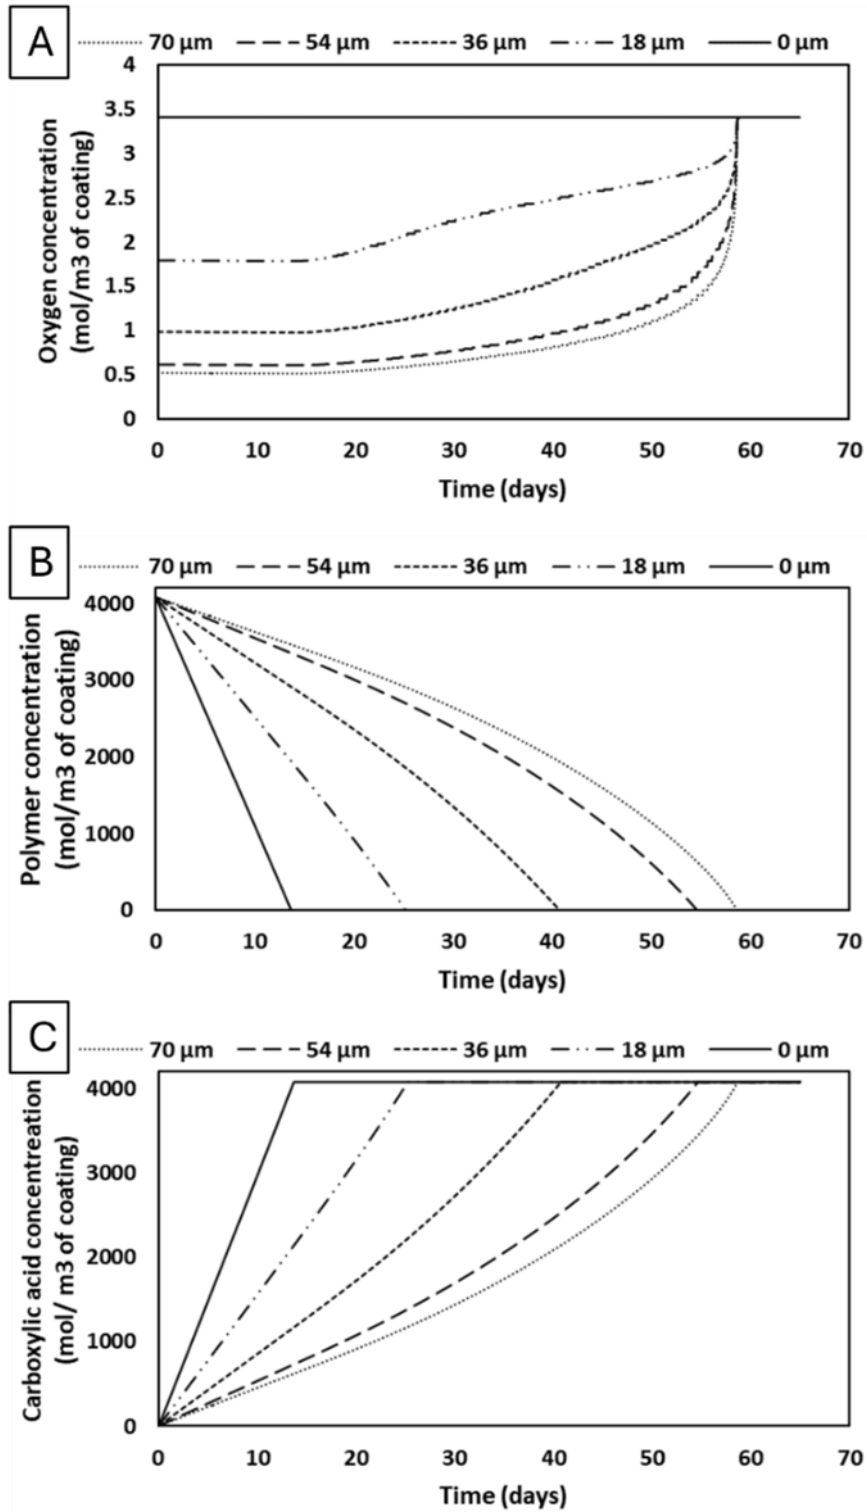 A
70 µm 54 µm 36 µm 18 µm 0 µm
4
3.5
3
2.5
2
1.5
1
0.5
0
Oxygen concentration
(mol/m3 of coating)
0 10 20 30 40 50 60 70
Time (days)
B
70 µm 54 µm 36 µm 18 µm 0 µm
4000
3000
2000
1000
0
Polymer concentration
(mol/m3 of coating)
0 10 20 30 40 50 60 70
Time (days)
C
70 µm 54 µm 36 µm 18 µm 0 µm
4000
3000
2000
1000
0
Carboxylic acid concentreation
(mol/ m3 of coating)
0 10 20 30 40 50 60 70
Time (days)